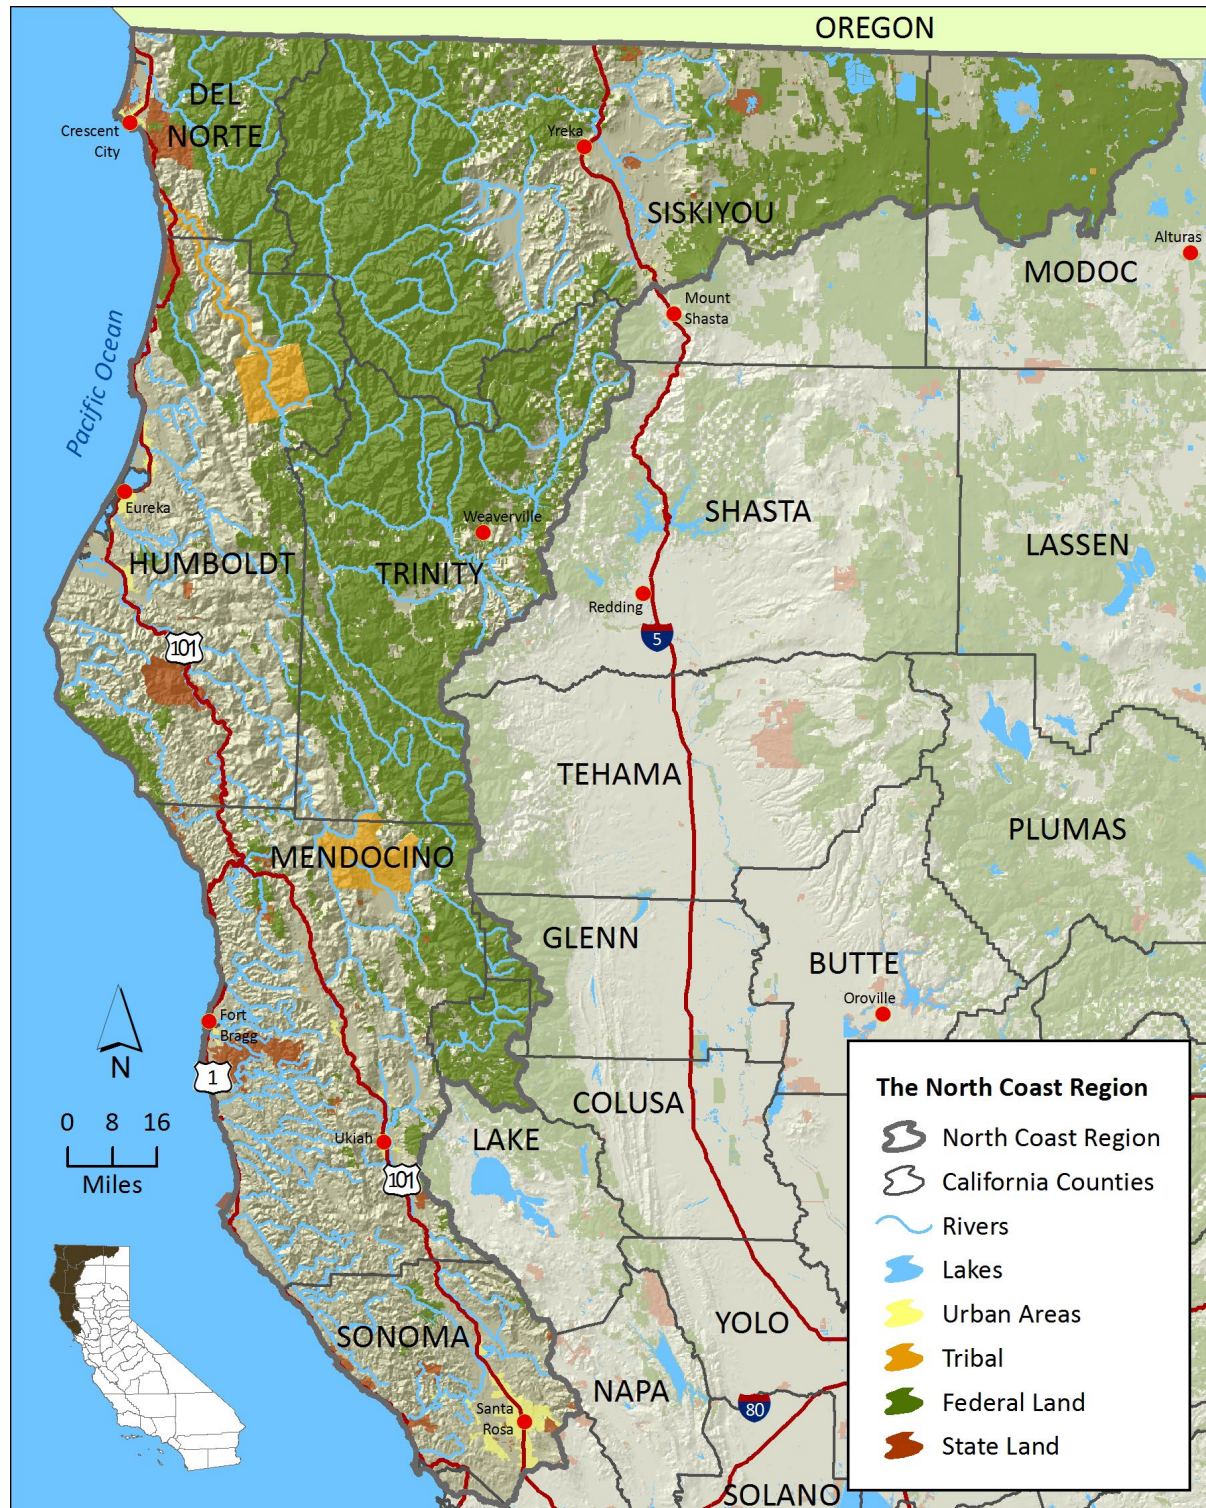 OREGON
DEL
NORTE
Crescent
City
Yreka
SISKIYOU
Alturas
MODOC
Mount
Shasta
Pacific Ocean
Eureka
Weaverville
SHASTA
HUMBOLDT
TRINITY
LASSEN
Redding
5
101
TEHAMA
PLUMAS
MENDOCINO
GLENN
BUTTE
Oroville
Fort
Bragg
N
1
0 8 16
Miles
COLUSA
Ukiah
LAKE
101
SONOMA
YOLO
NAPA
Santa
Rosa
80
SOLANO
The North Coast Region
North Coast Region
California Counties
Rivers
Lakes
Urban Areas
Tribal
Federal Land
State Land